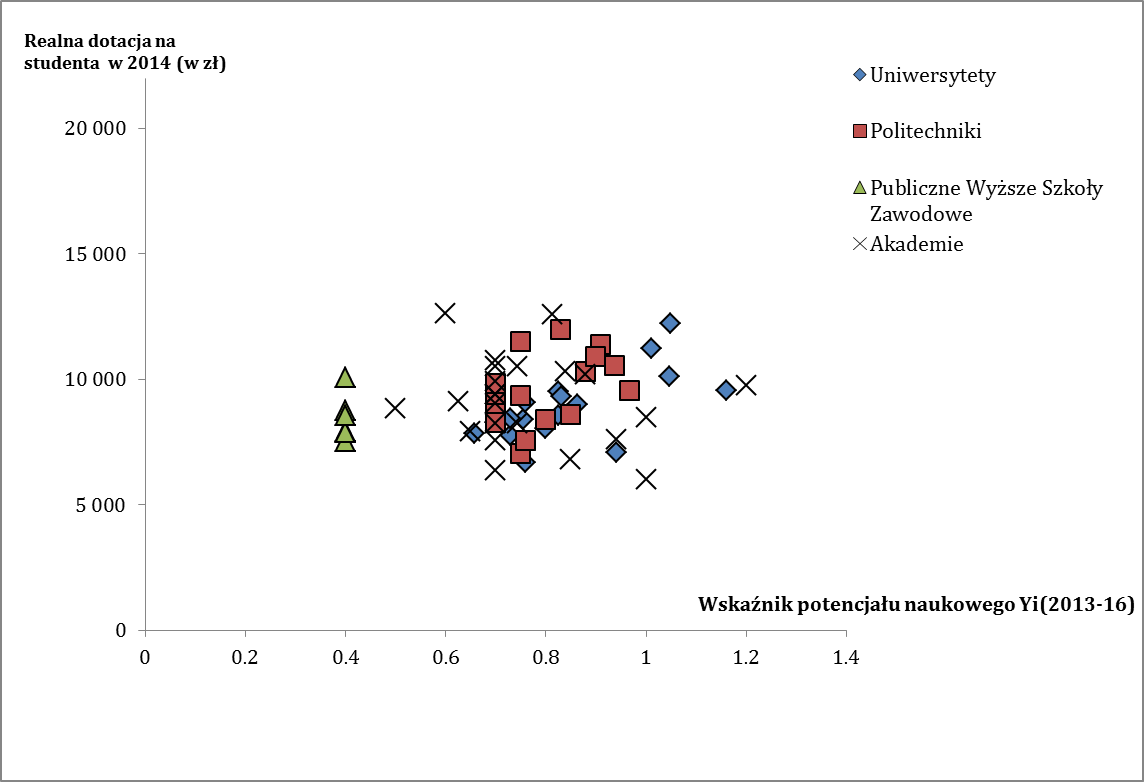 Realna dotacja na
studenta w 2014 (w zł)
Uniwersytety
20 000
Politechniki
Publiczne Wyższe Szkoły
Zawodowe
Akademie
15 000
10 000
5 000
Wskaźnik potencjału naukowego Yi(2013-16)
0
0 0.2 0.4 0.6 0.8 1 1.2 1.4